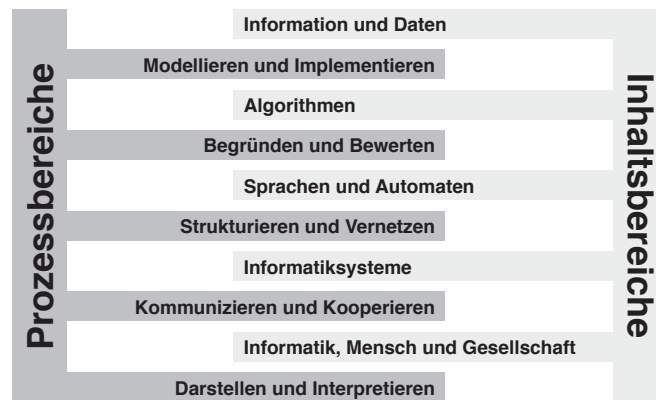 Prozessbereiche
Information und Daten
Modellieren und Implementieren
Algorithmen
Begründen und Bewerten
Sprachen und Automaten
Strukturieren und Vernetzen
Informatiksysteme
Kommunizieren und Kooperieren
Informatik, Mensch und Gesellschaft
Darstellen und Interpretieren
Inhaltsbereiche